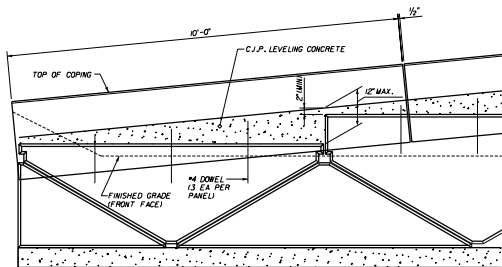 10'-0"
½"
C.I.P. LEVELING CONCRETE
TOP OF COPING
2" (MIN)
12" MAX.
#4 DOWEL
(3 EA PER
PANEL)
FINISHED GRADE
(FRONT FACE)